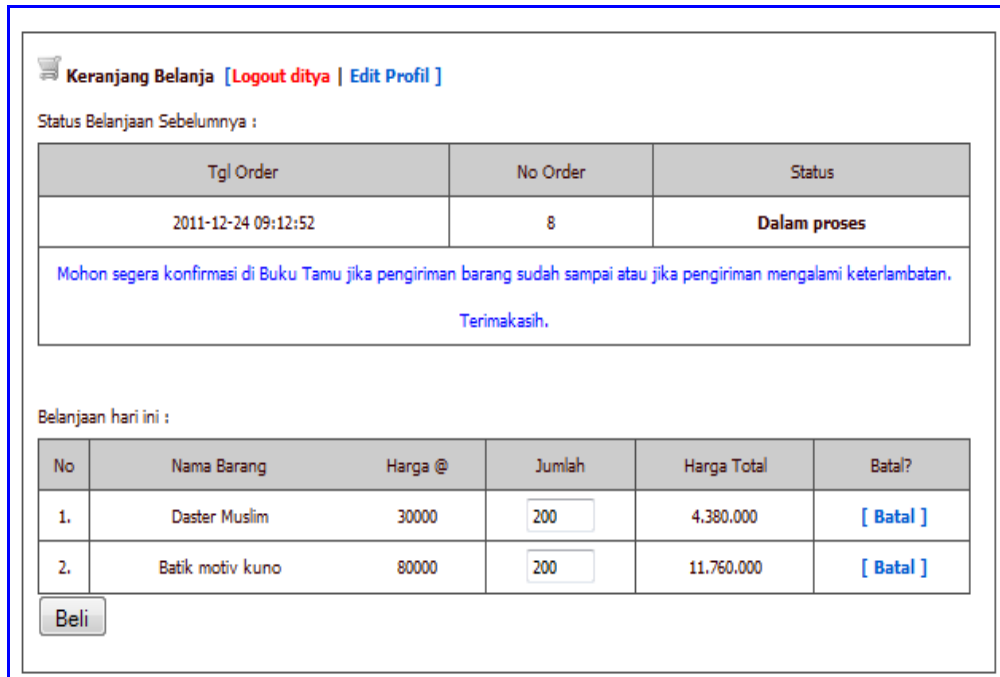 Keranjang Belanja [Logout ditya | Edit Profil ]
Status Belanjaan Sebelumnya :
Tgl Order No Order Status
2011-12-24 09:12:52 8 Dalam proses
Mohon segera konfirmasi di Buku Tamu jika pengiriman barang sudah sampai atau jika pengiriman mengalami keterlambatan.
Terimakasih.
Belanjaan hari ini :
No Nama Barang Harga @ Jumlah Harga Total Batal?
1. Daster Muslim 30000 200 4.380.000 [ Batal ]
2. Batik motiv kuno 80000 200 11.760.000 [ Batal ]
Beli